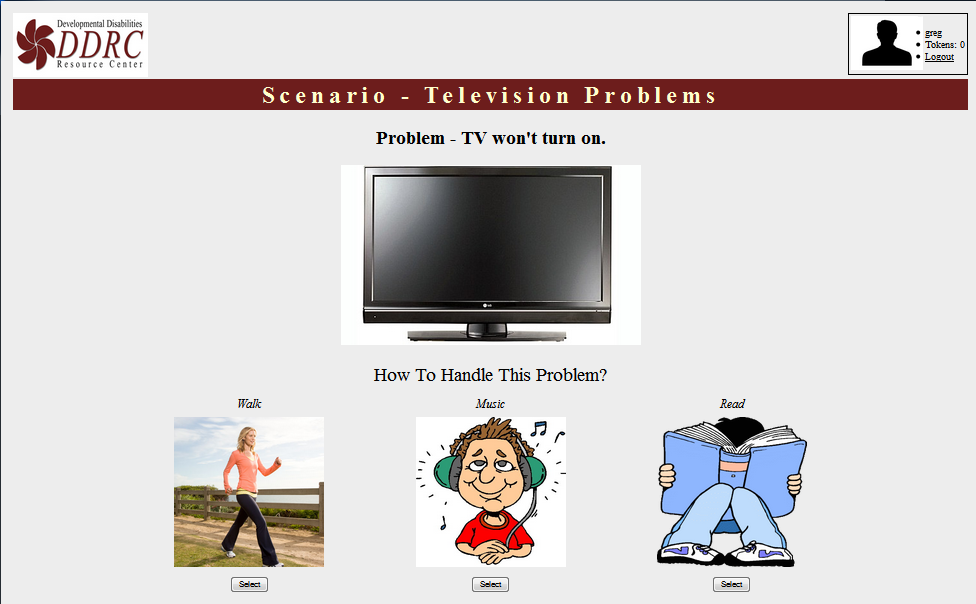 Developmental Disabilities
DDRC
Resource Center
greg
Tokens: 0
Logout
Scenario - Television Problems
Problem - TV won't turn on.
How To Handle This Problem?
Walk
Music
Read
Select
Select
Select